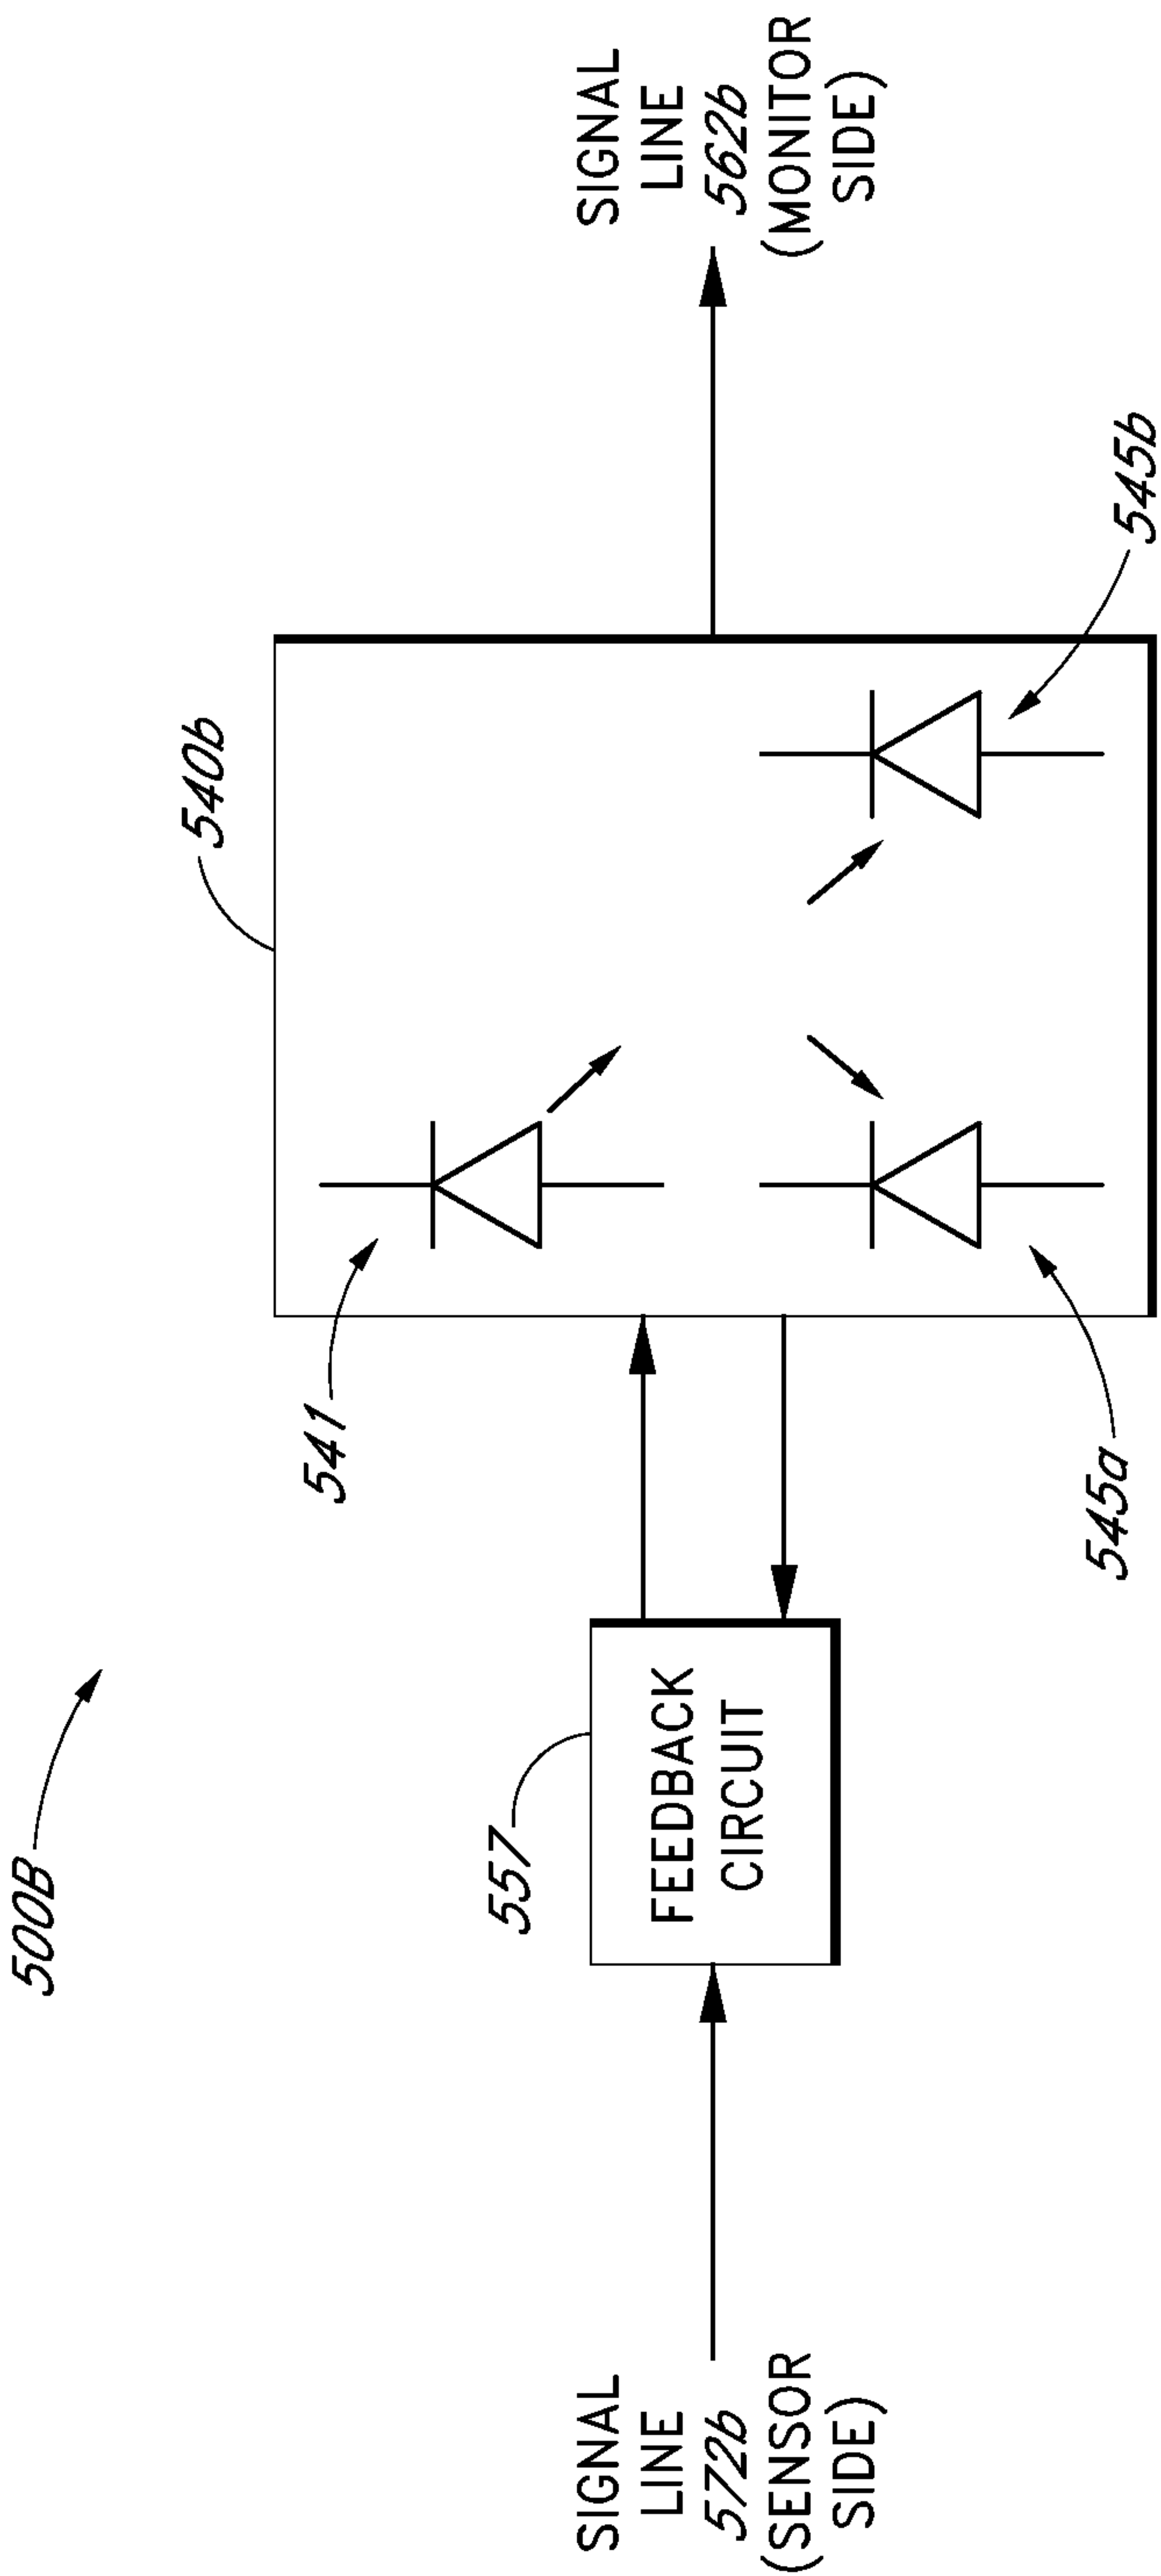 500B
540b
541
557
FEEDBACK
CIRCUIT
SIGNAL
LINE
572b
(SENSOR
SIDE)
SIGNAL
LINE
562b
(MONITOR
SIDE)
545a
545b